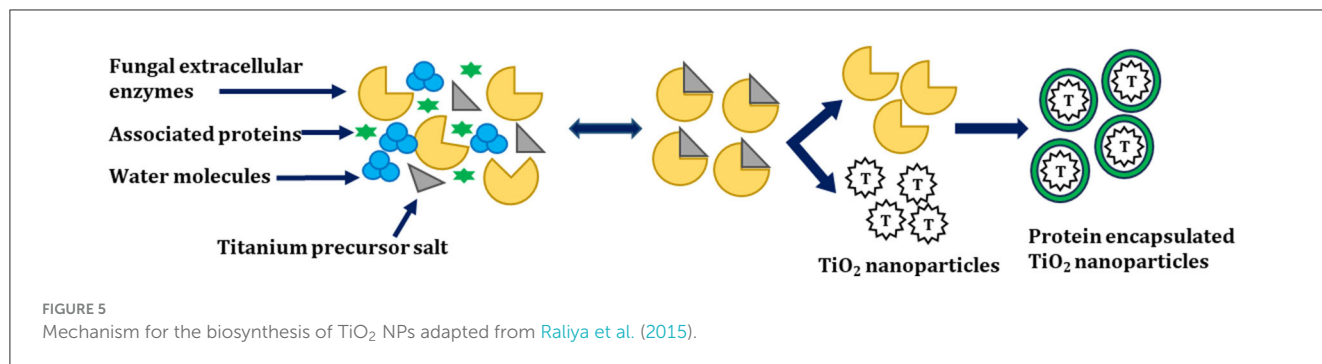 Fungal extracellular
enzymes
Associated proteins
Water molecules
Titanium precursor salt
T
T
T
T
TiO₂ nanoparticles
T
T
T
T
Protein encapsulated
TiO₂ nanoparticles
FIGURE 5
Mechanism for the biosynthesis of TiO₂ NPs adapted from Raliya et al. (2015).